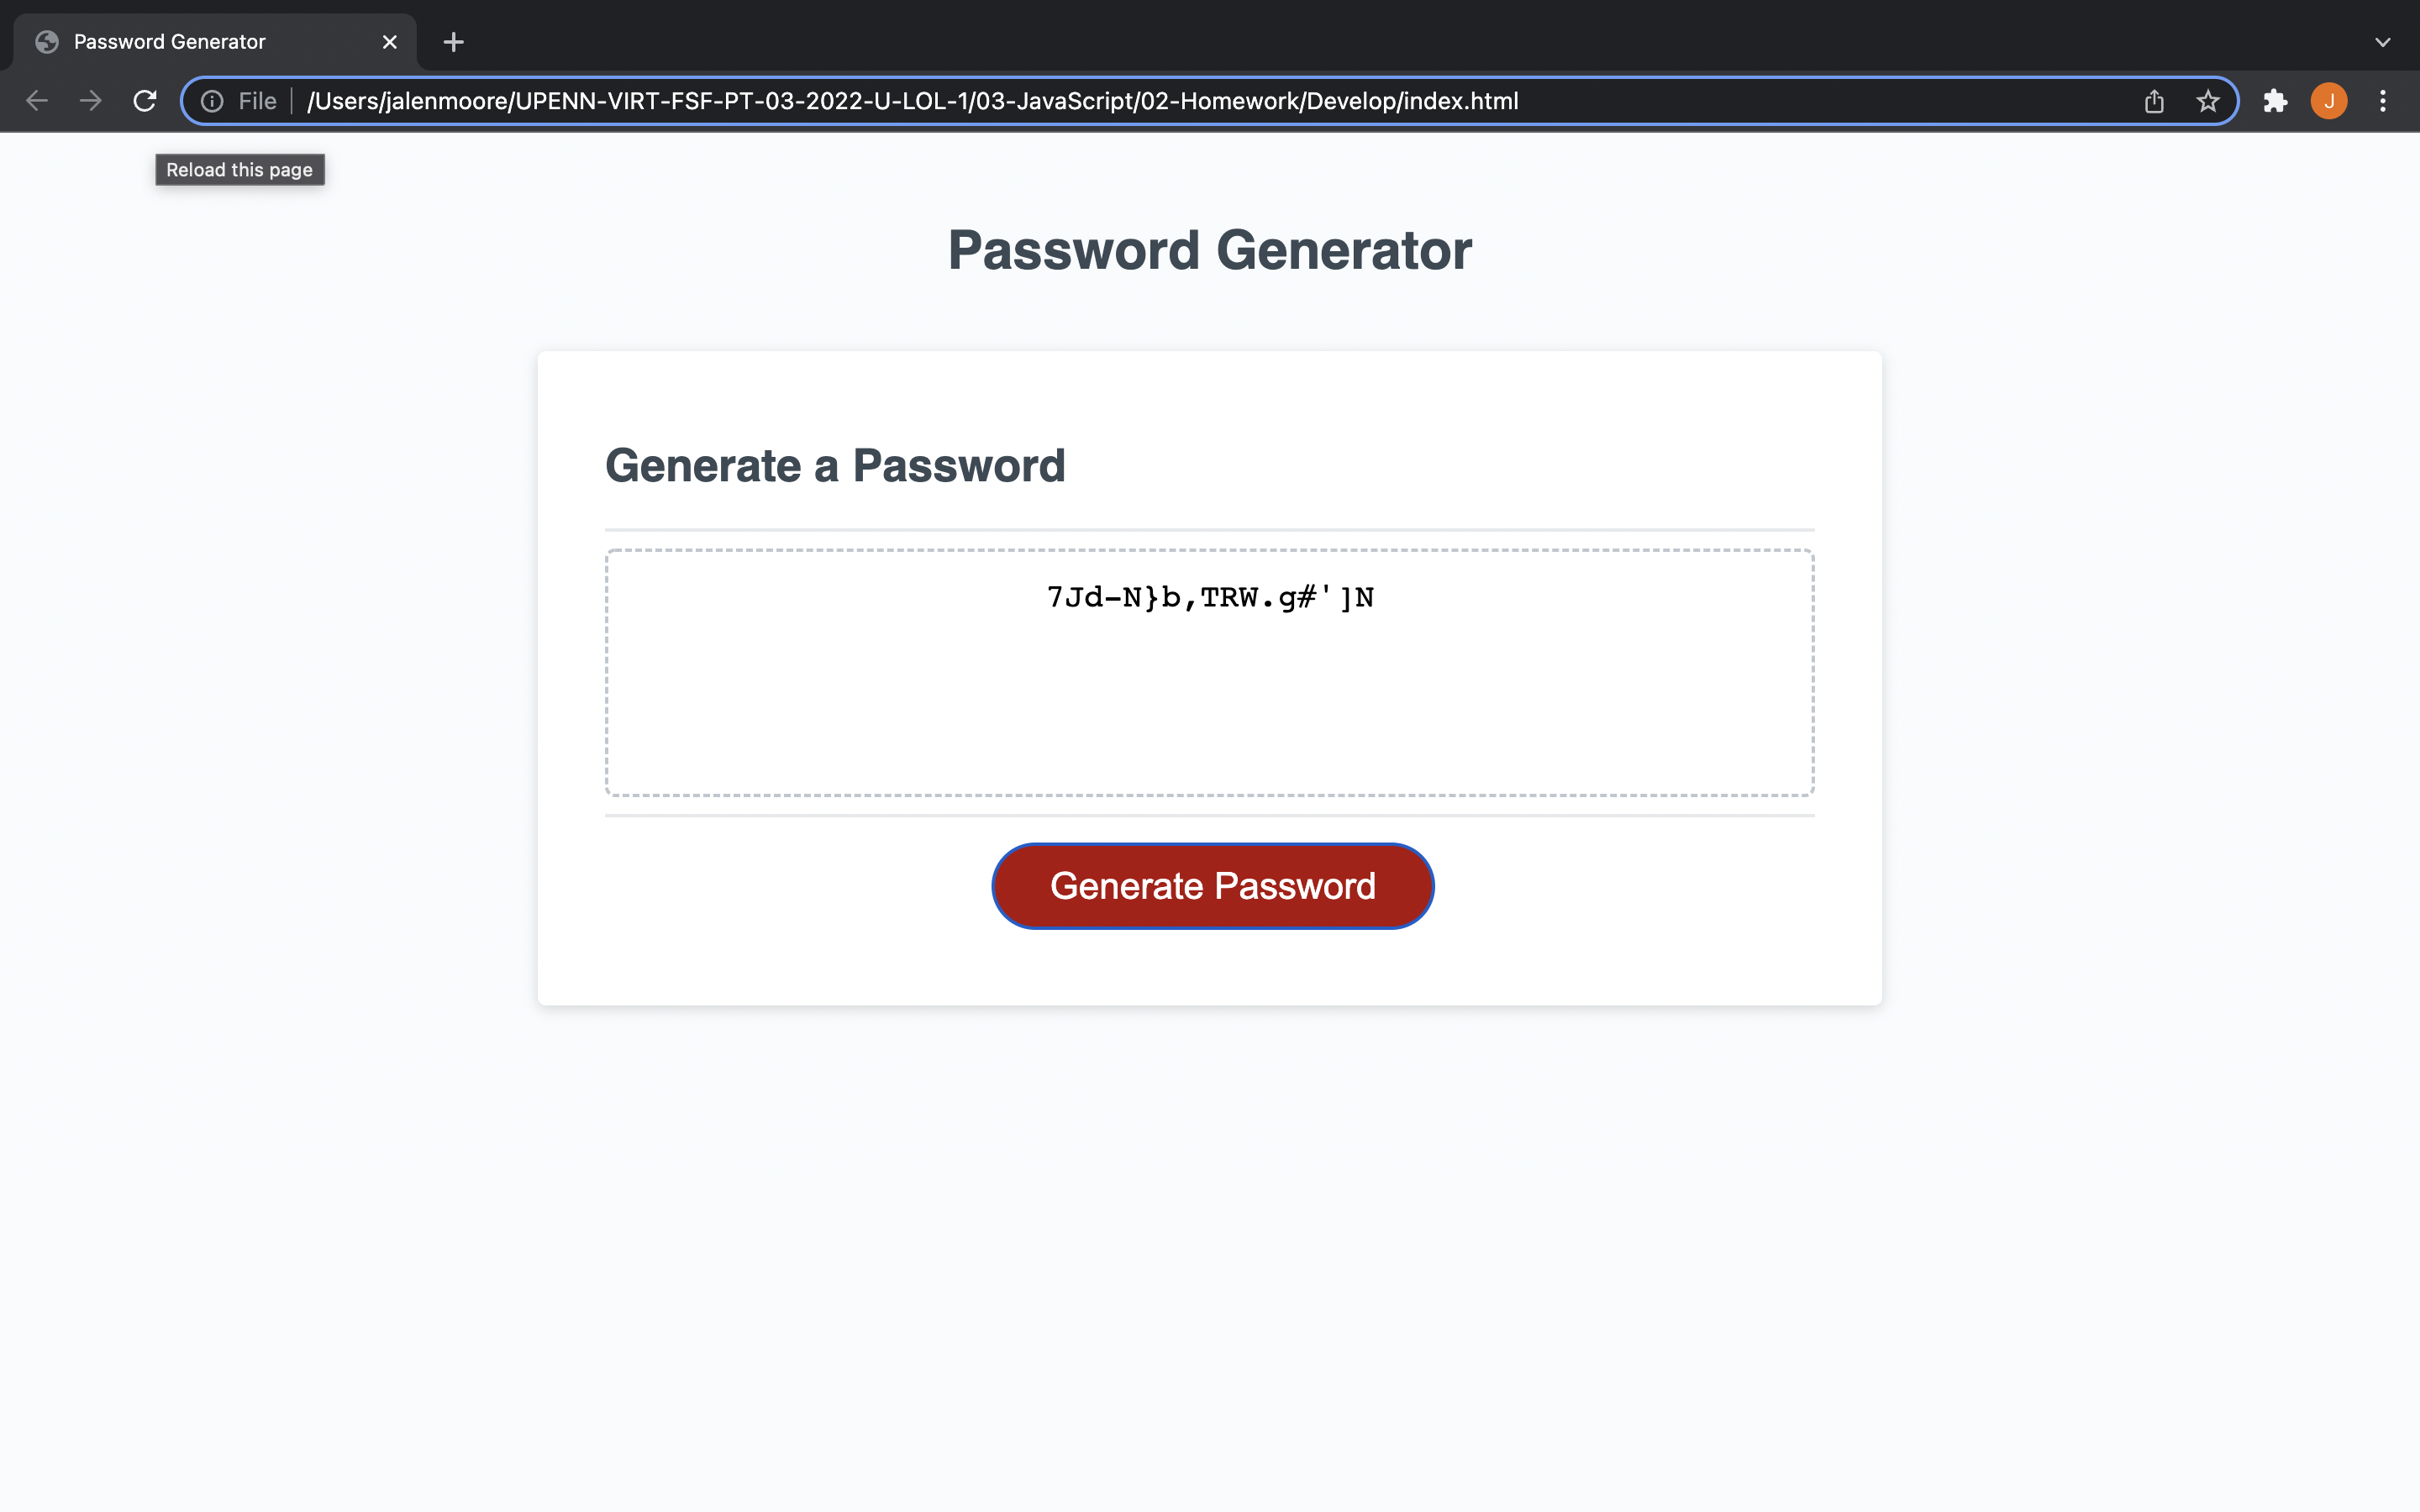 Password Generator
File
/Users/jalenmoore/UPENN-VIRT-FSF-PT-03-2022-U-LOL-1/03-JavaScript/02-Homework/Develop/index.html
J
Reload this page
Password Generator
Generate a Password
7Jd-N}b,TRW.g#']N
Generate Password